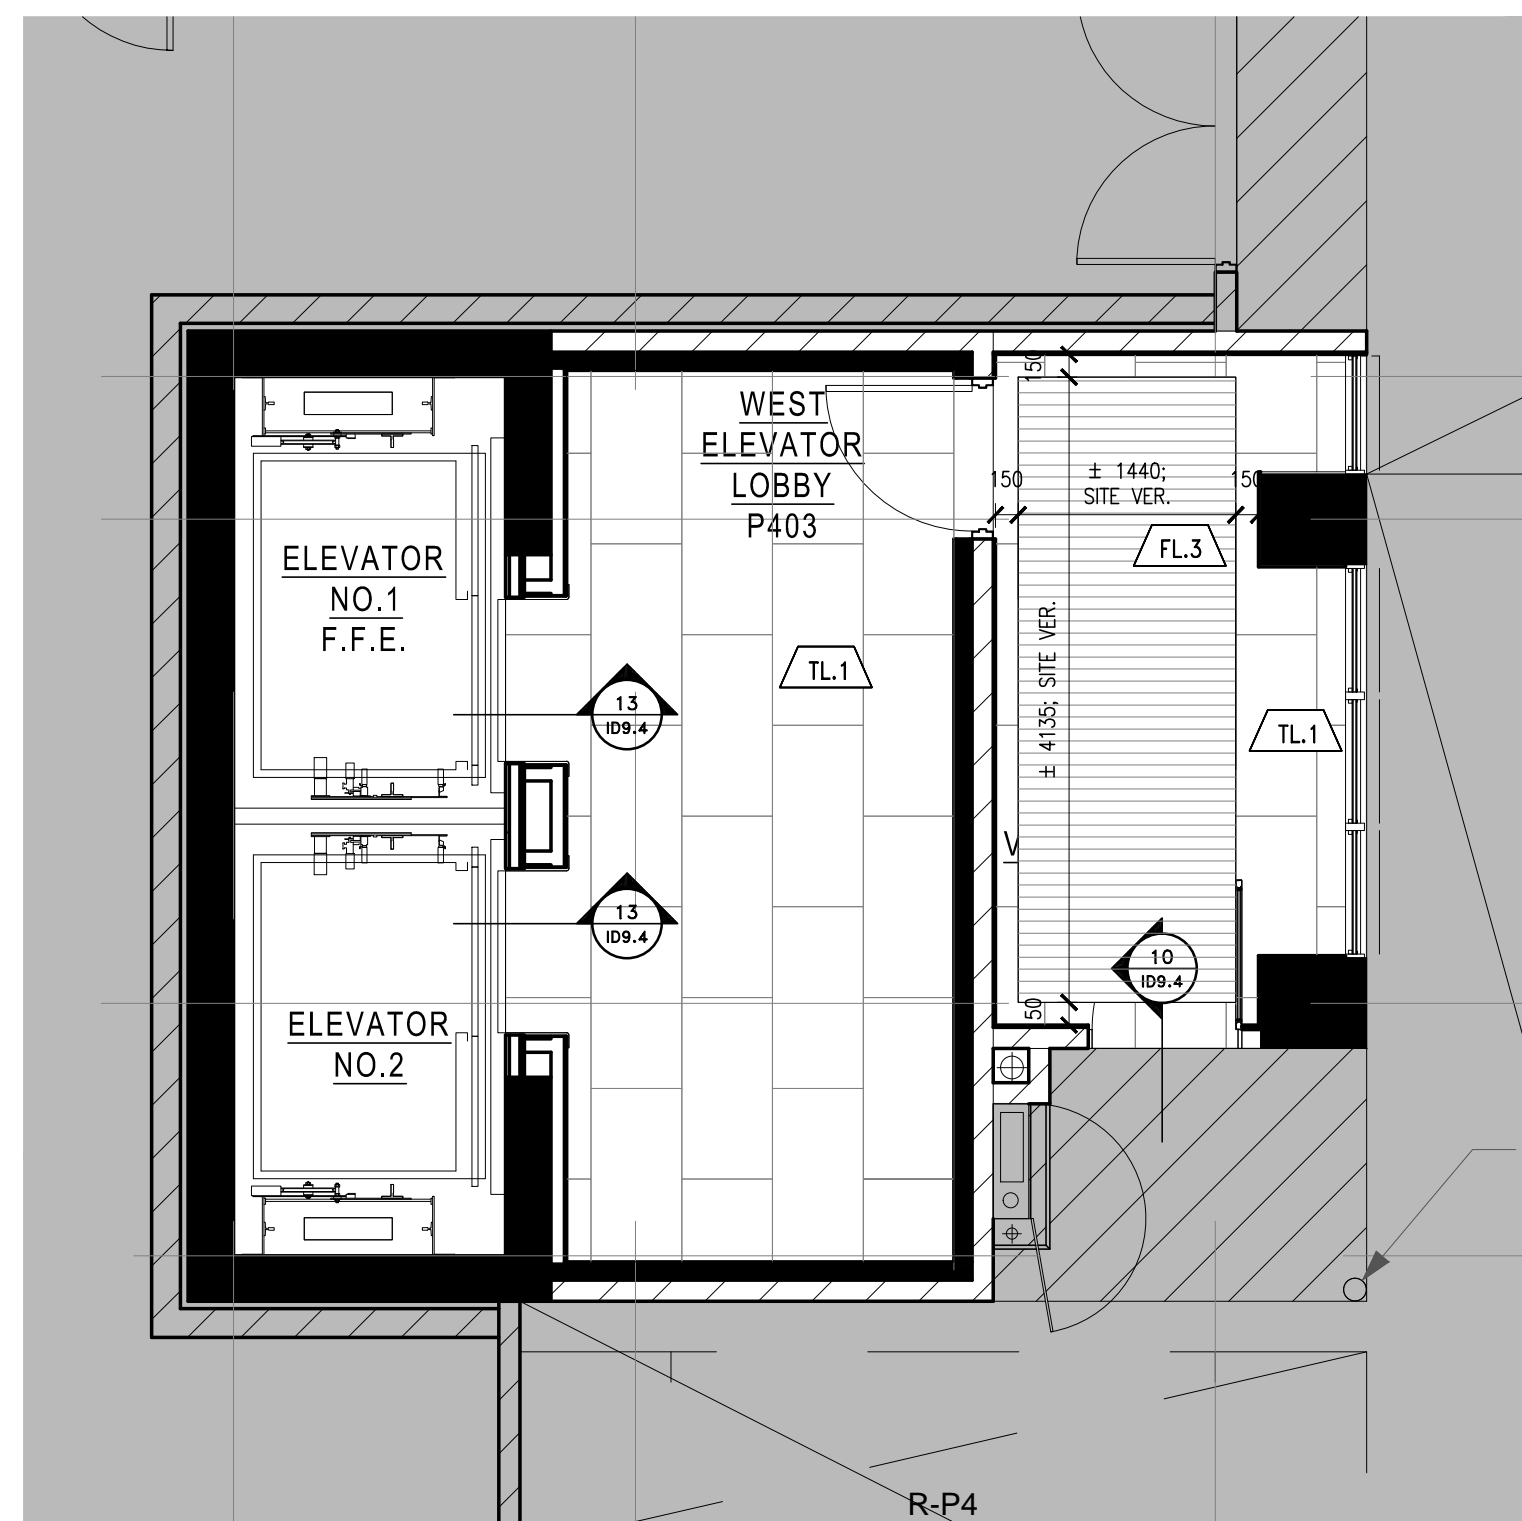 WEST
ELEVATOR
LOBBY
P403
150
150
± 1440;
SITE VER.
150
FL.3
ELEVATOR
NO.1
F.F.E.
± 4135; SITE VER.
TL.1
13
ID9.4
TL.1
V
13
ID9.4
10
ID9.4
50
ELEVATOR
NO.2
R-P4